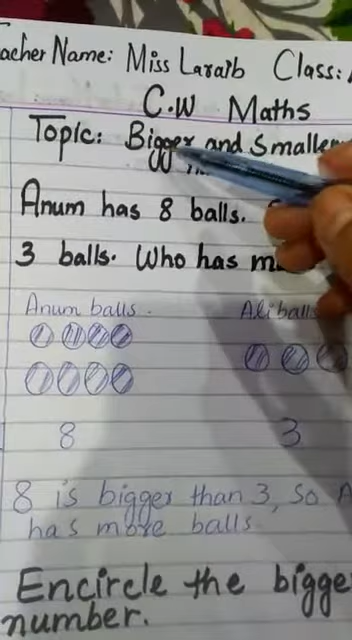 Teacher Name: Miss Laraib Class:
C.W Maths
Topic: Bigger and Smaller
Anum has 8 balls.
3 balls. Who has
Anum balls. Ali balls
8 3
8 is bigger than 3, so
has more balls
Encircle the bigge
number.